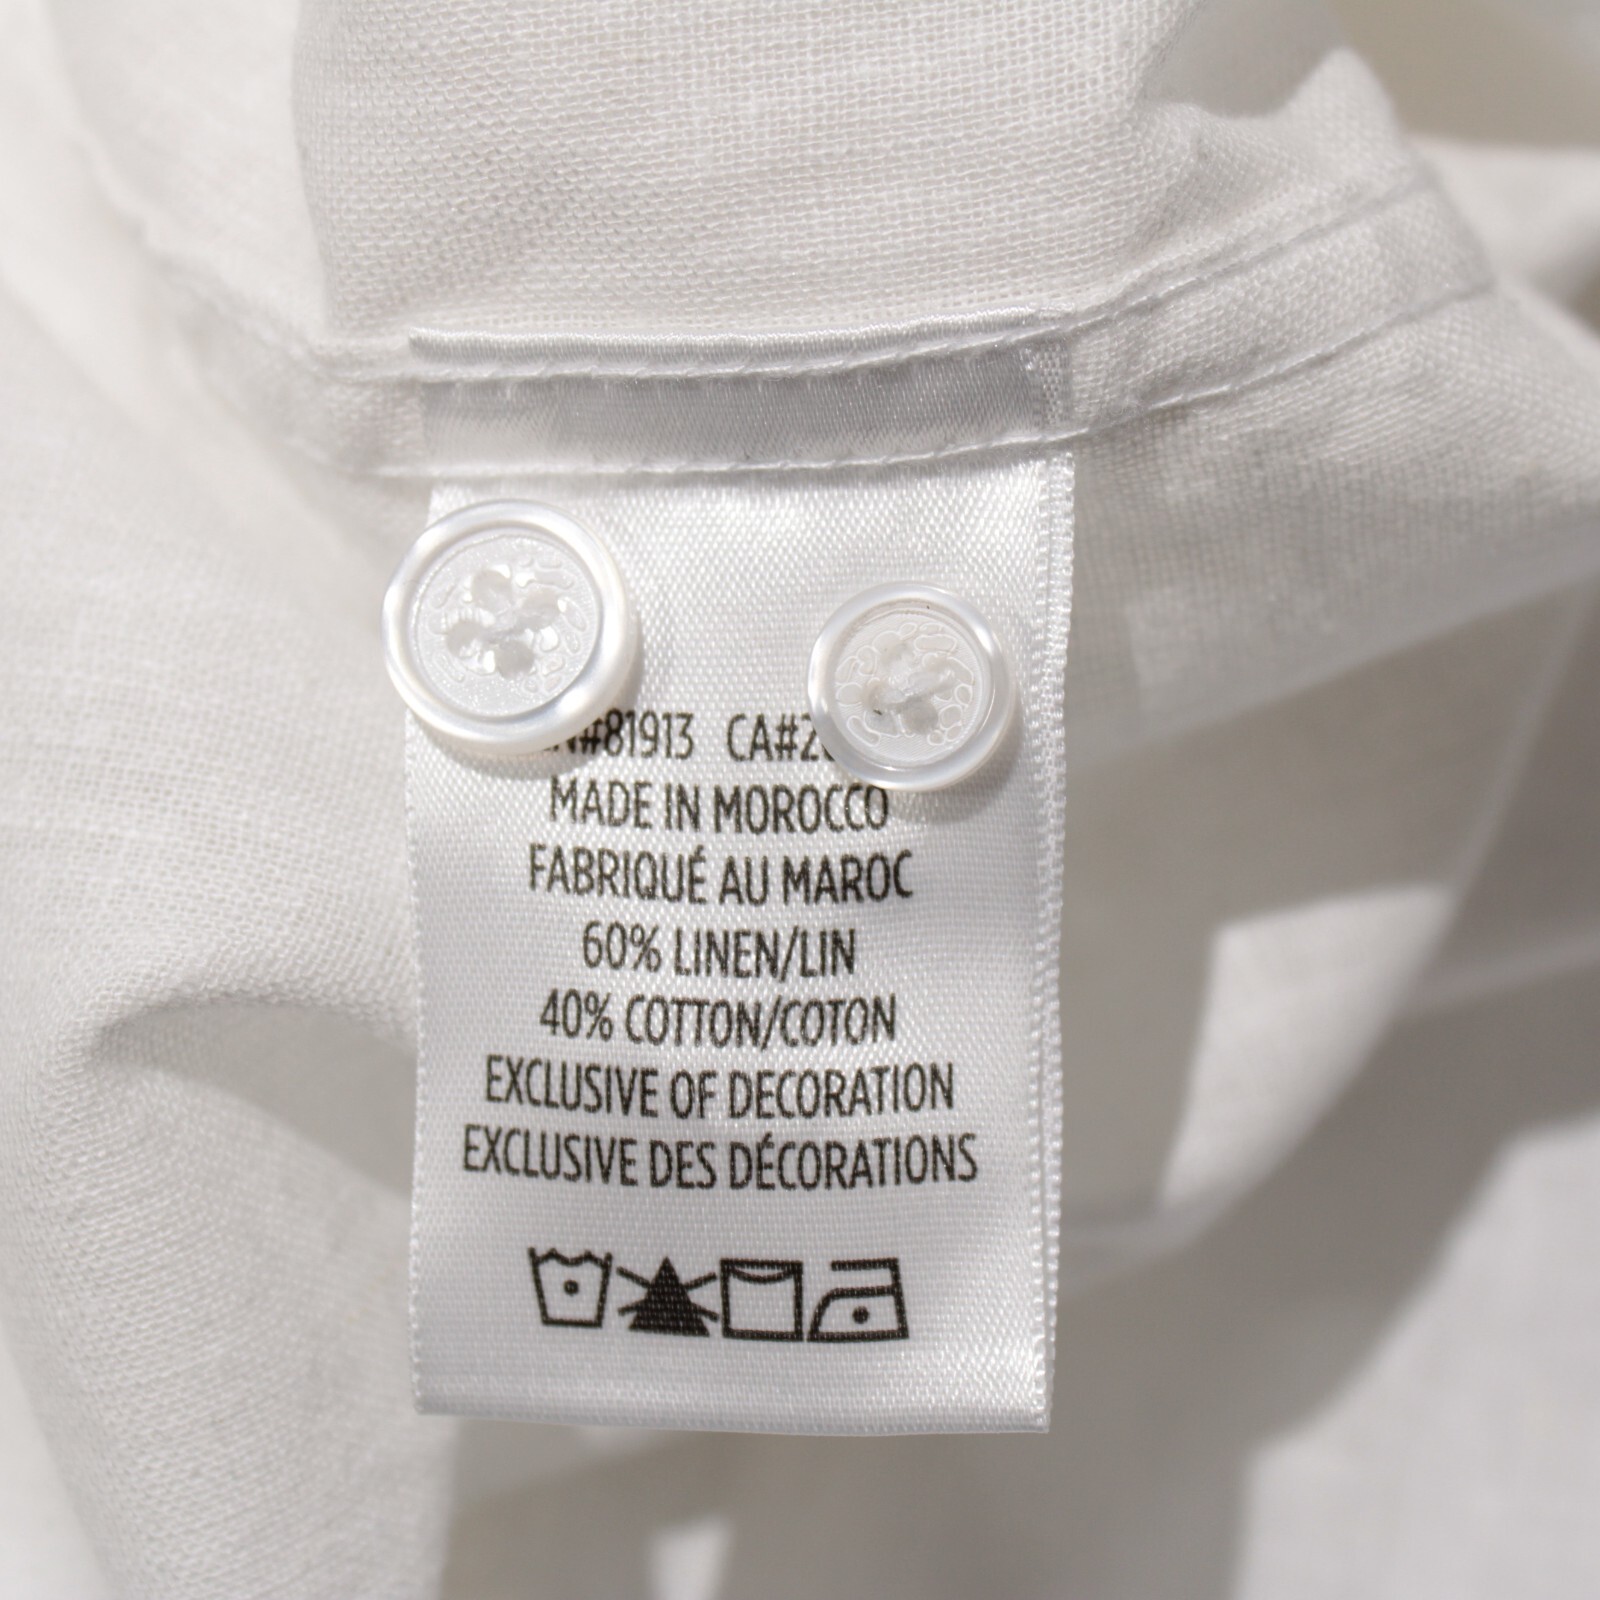 #81913 CA#2
MADE IN MOROCCO
FABRIQUÉ AU MAROC
60% LINEN/LIN
40% COTTON/COTON
EXCLUSIVE OF DECORATION
EXCLUSIVE DES DÉCORATIONS